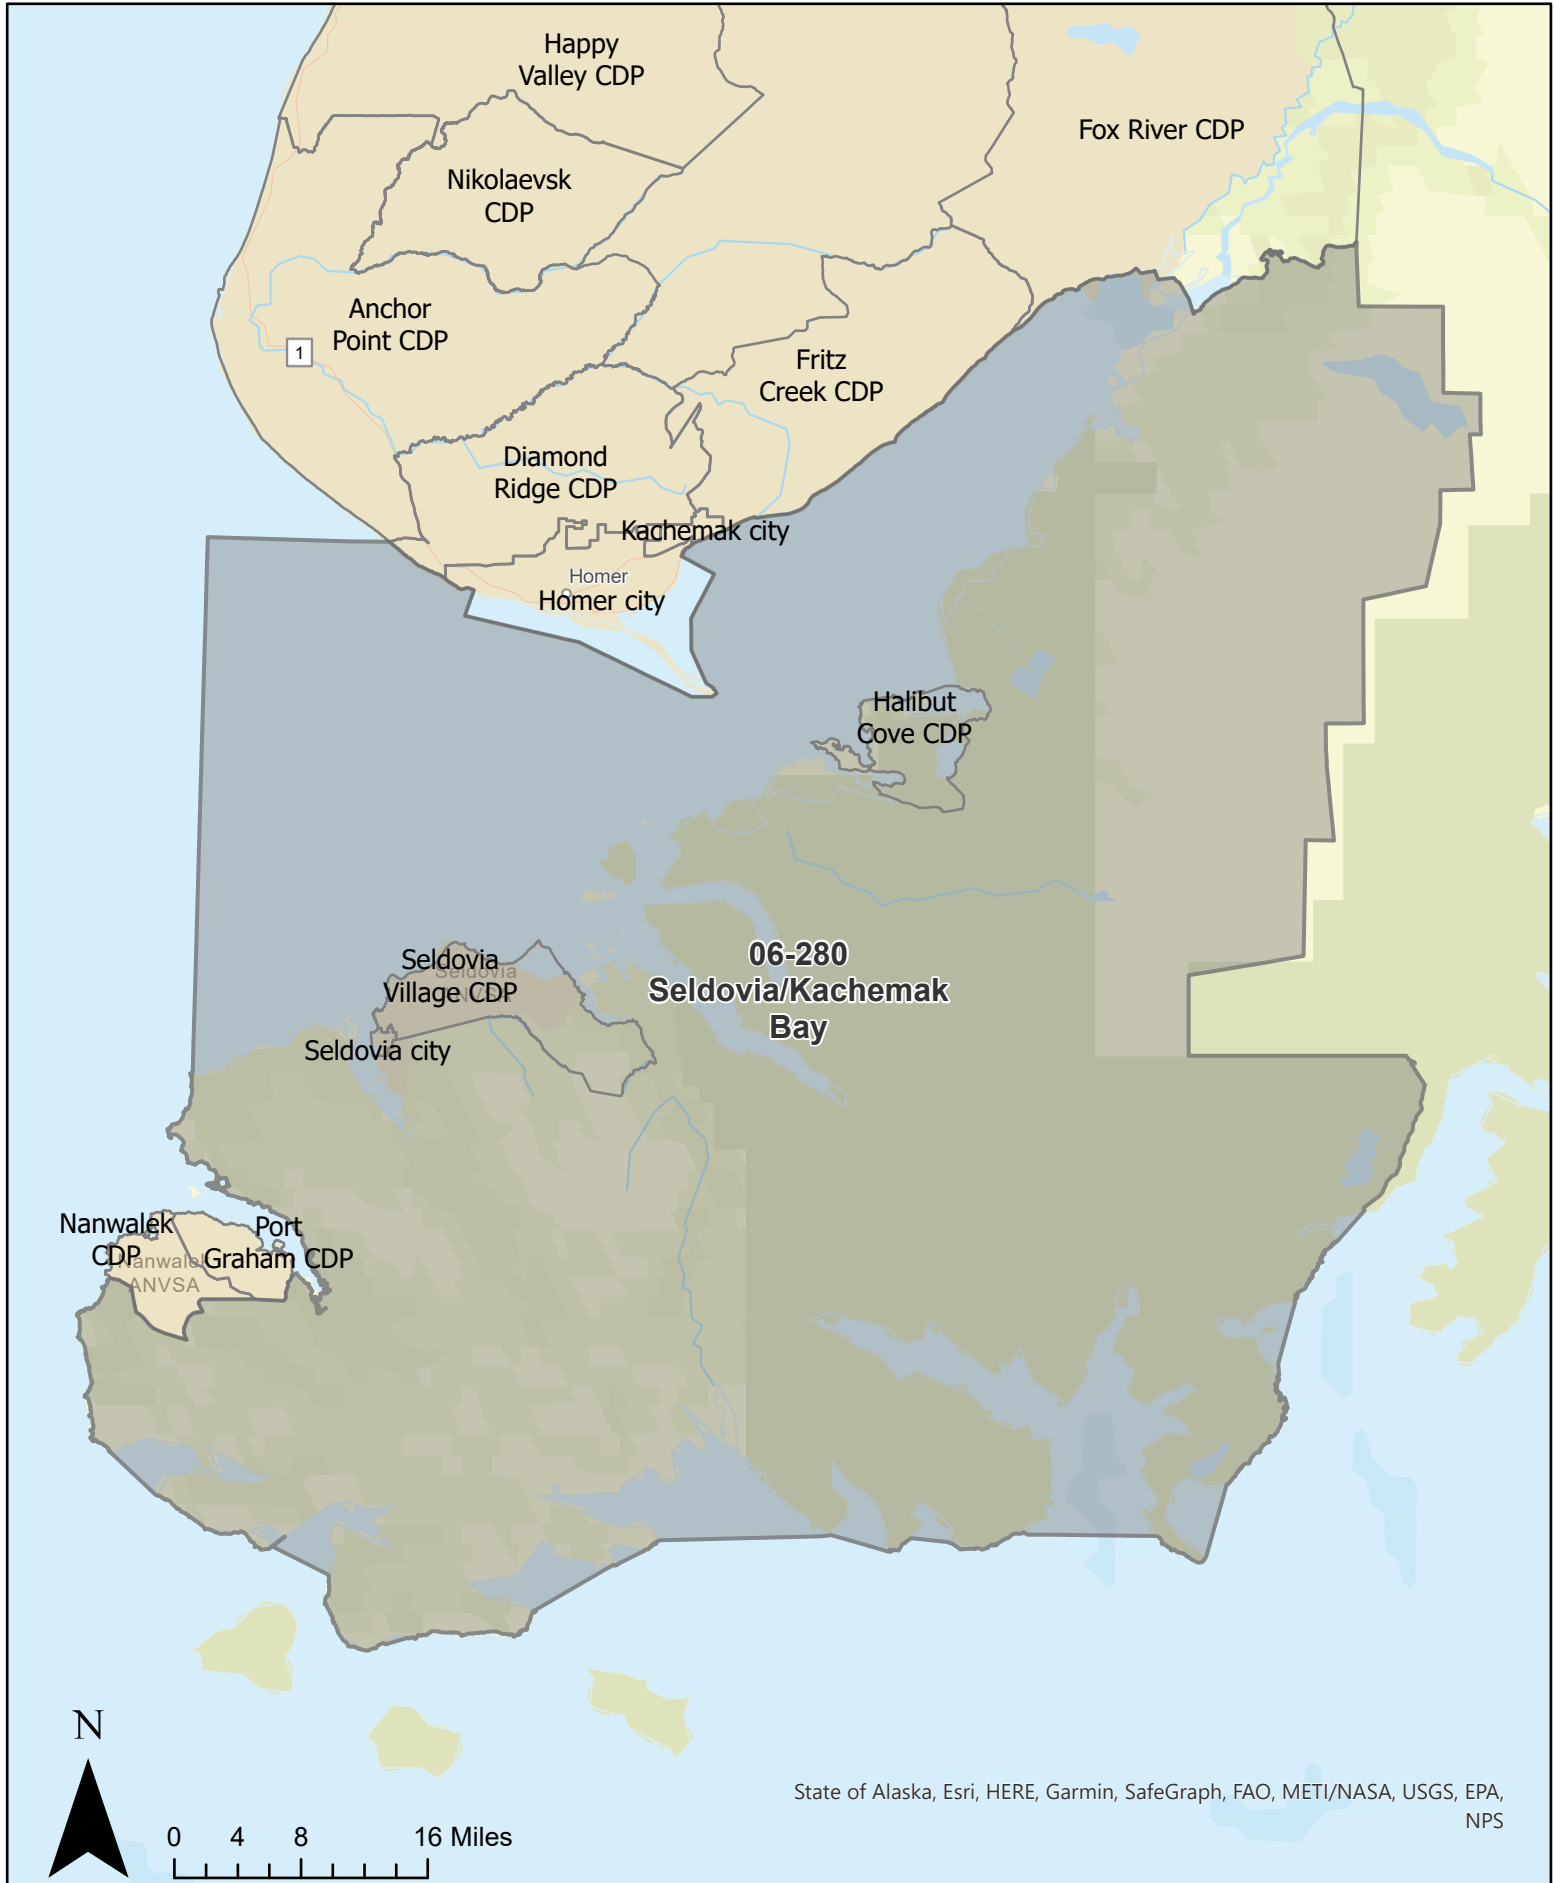 Happy
Valley CDP
Fox River CDP
Nikolaevsk
CDP
Anchor
Point CDP
1
Fritz
Creek CDP
Diamond
Ridge CDP
Kachemak city
Homer
Homer city
Halibut
Cove CDP
06-280
Seldovia/Kachemak
Bay
Seldovia
Village CDP
Seldovia
ANVSA
Seldovia city
Nanwalek
CDP
Port
Graham CDP
Nanwalek
ANVSA
N
0 4 8 16 Miles
State of Alaska, Esri, HERE, Garmin, SafeGraph, FAO, METI/NASA, USGS, EPA,
NPS